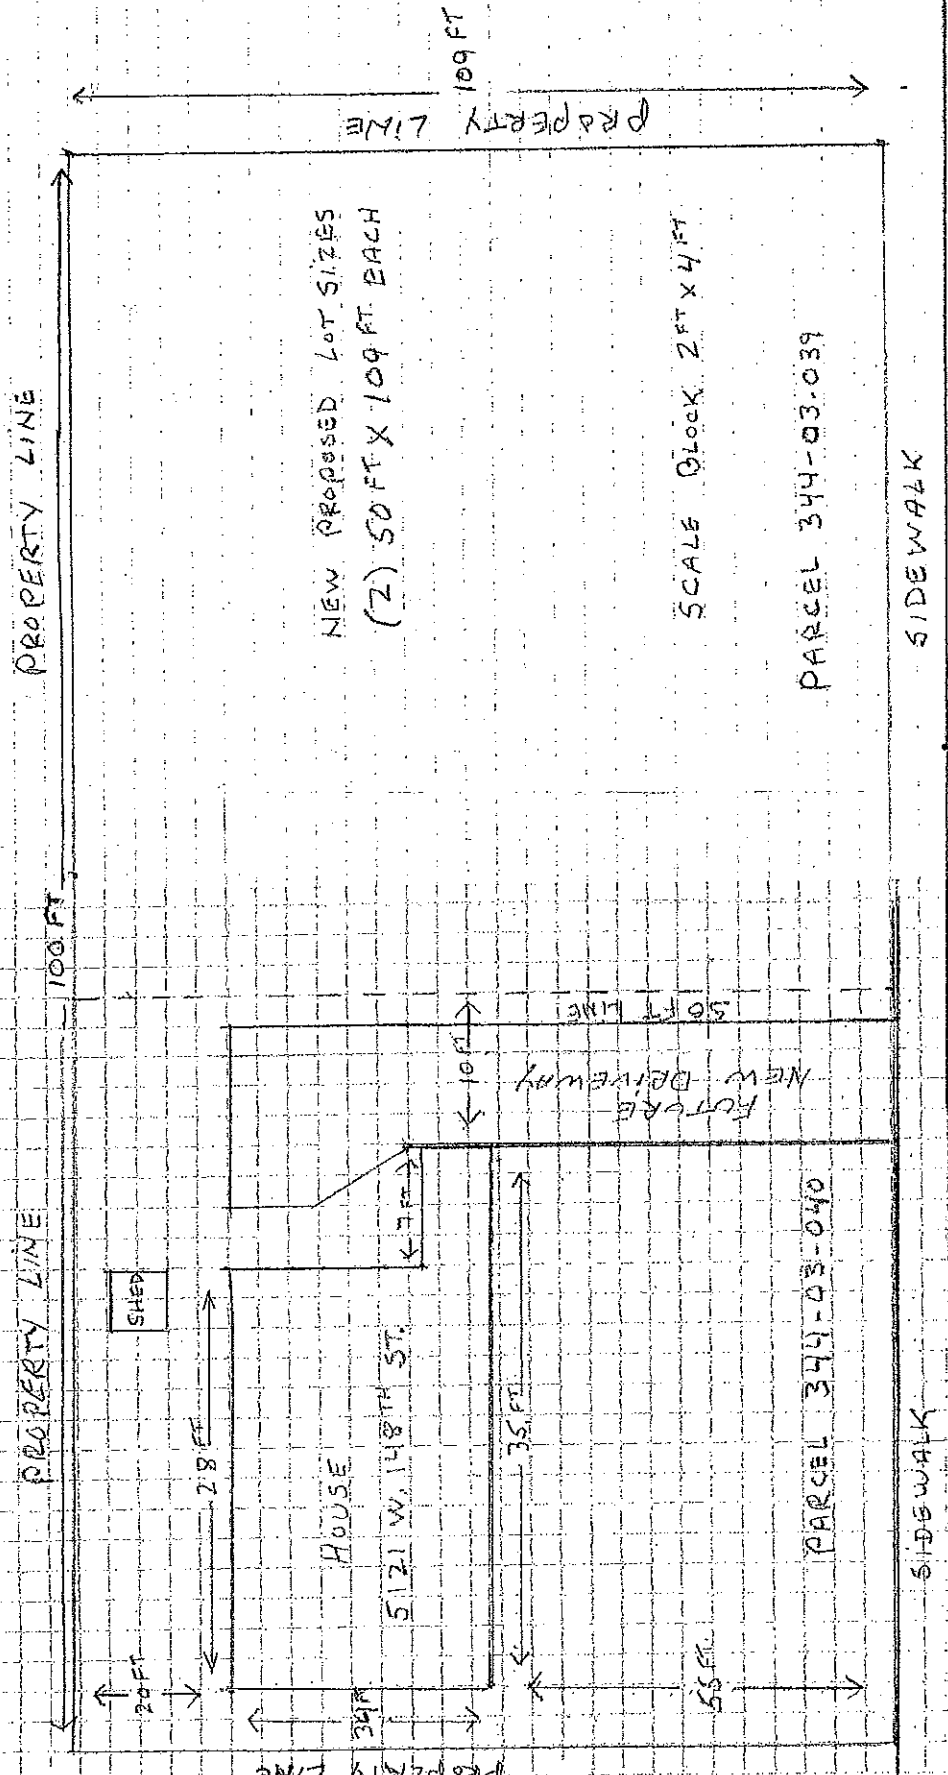 PROPERTY LINE
PROPERTY LINE
100 FT
20 FT
28 FT
SHED
HOUSE
5121 W. 148TH ST.
34 FT
7 FT
10 FT
35 FT
55 FT
FUTURE
NEW DRIVEWAY
50 FT LINE
PROPERTY LINE
NEW PROPOSED LOT SIZES
(2) 50 FT X 109 FT EACH
SCALE BLOCK 2FT X 4FT
PROPERTY LINE
109 FT
PARCEL 344-03-040
PARCEL 344-03-039
SIDEWALK
SIDEWALK